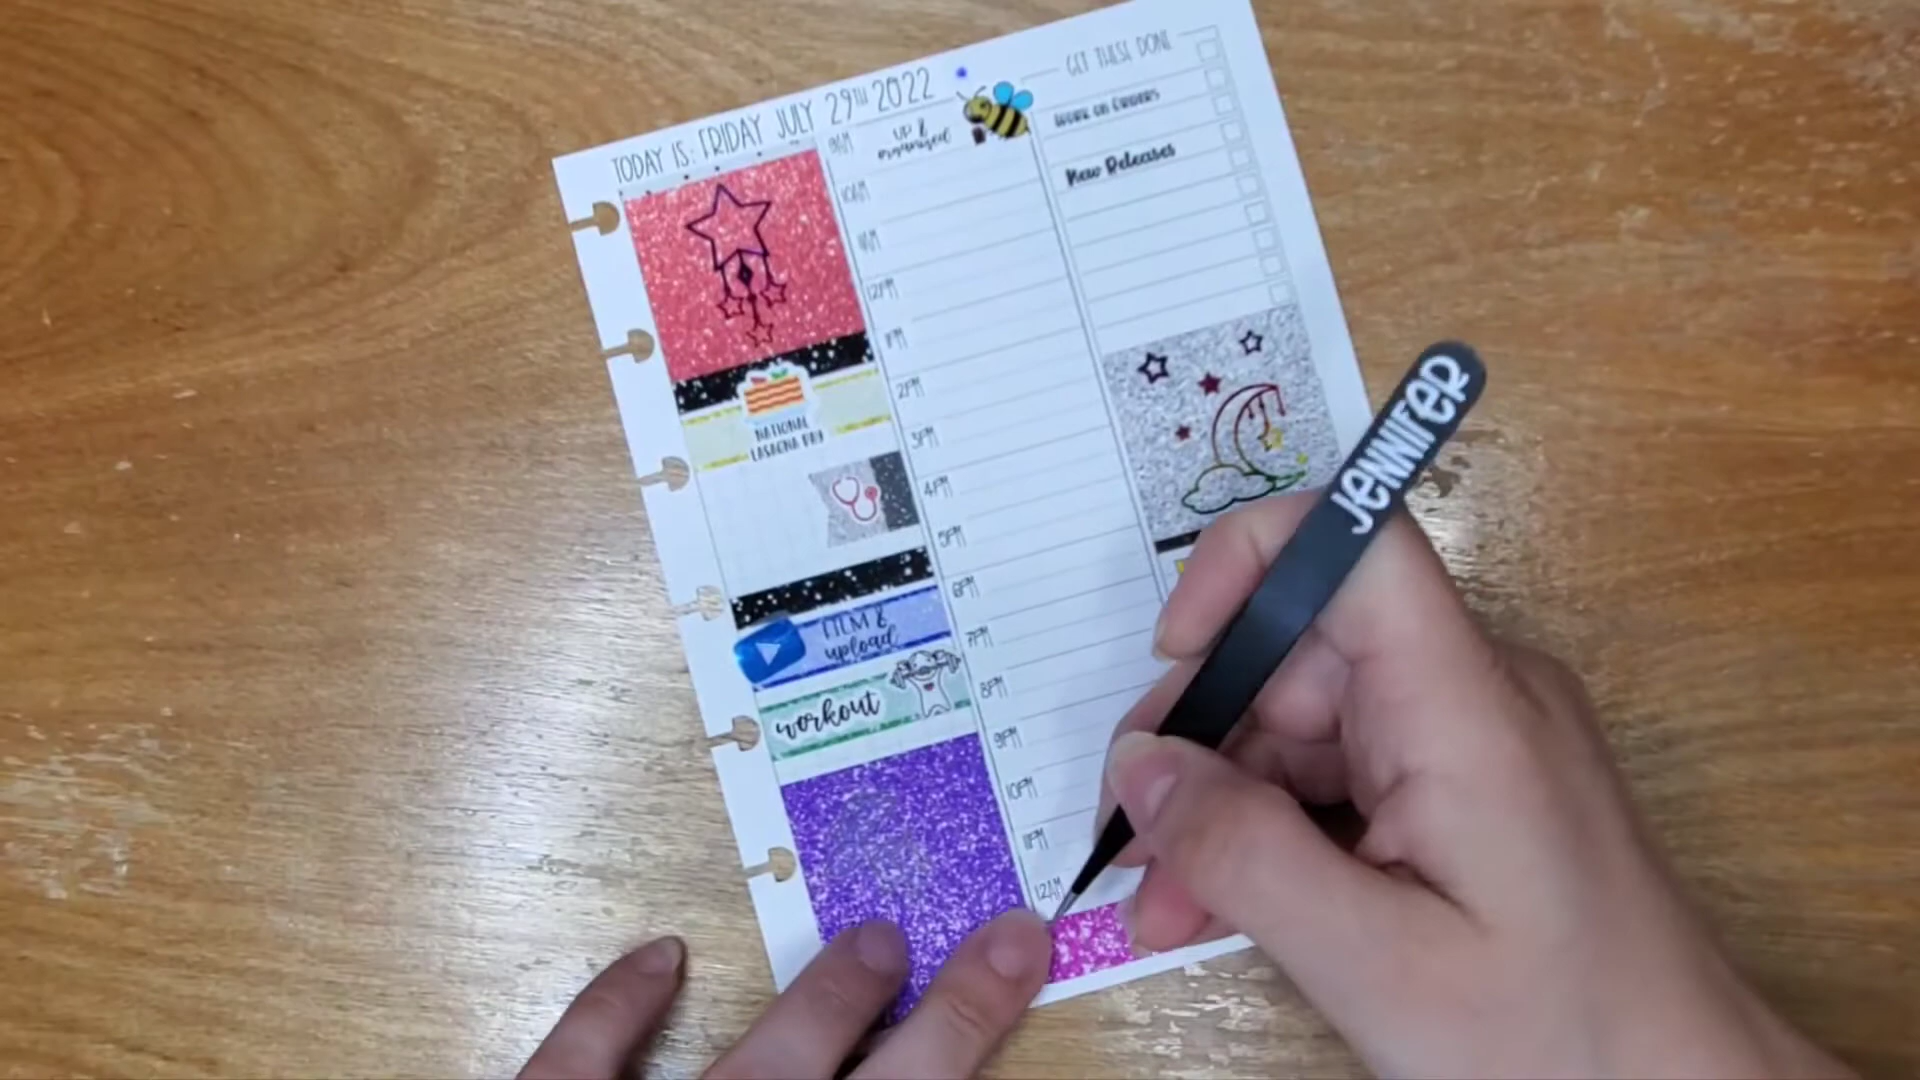 TODAY IS: FRIDAY JULY 29TH 2022
NATIONAL
LASAGNA DAY
FILM &
upload
workout
9AM
UP &
organized
10AM
11AM
12PM
1PM
2PM
3PM
4PM
5PM
6PM
7PM
8PM
9PM
10PM
11PM
12AM
GET THESE DONE
WORK ON ORDERS
New Releases
JENNIFER